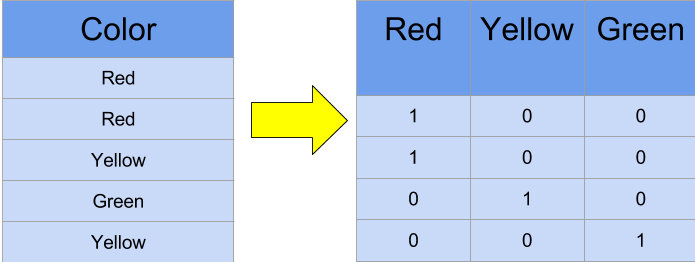 Color
Red
Red
Yellow
Green
Yellow
Red Yellow Green
1 0 0
1 0 0
0 1 0
0 0 1